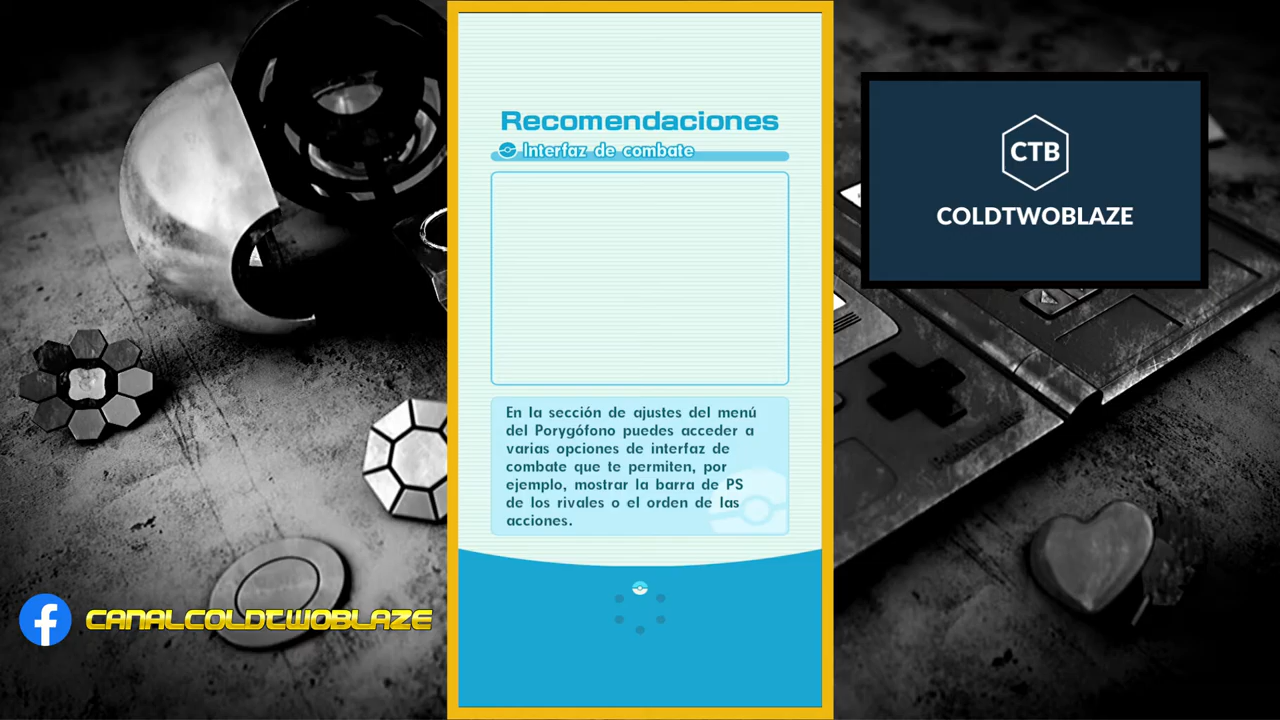 Recomendaciones
Interfaz de combate
En la sección de ajustes del menú
del Porygófono puedes acceder a
varias opciones de interfaz de
combate que te permiten, por
ejemplo, mostrar la barra de PS
de los rivales o el orden de las
acciones.
CTB
COLDTWOBLAZE
CANALCOLDTWOBLAZE